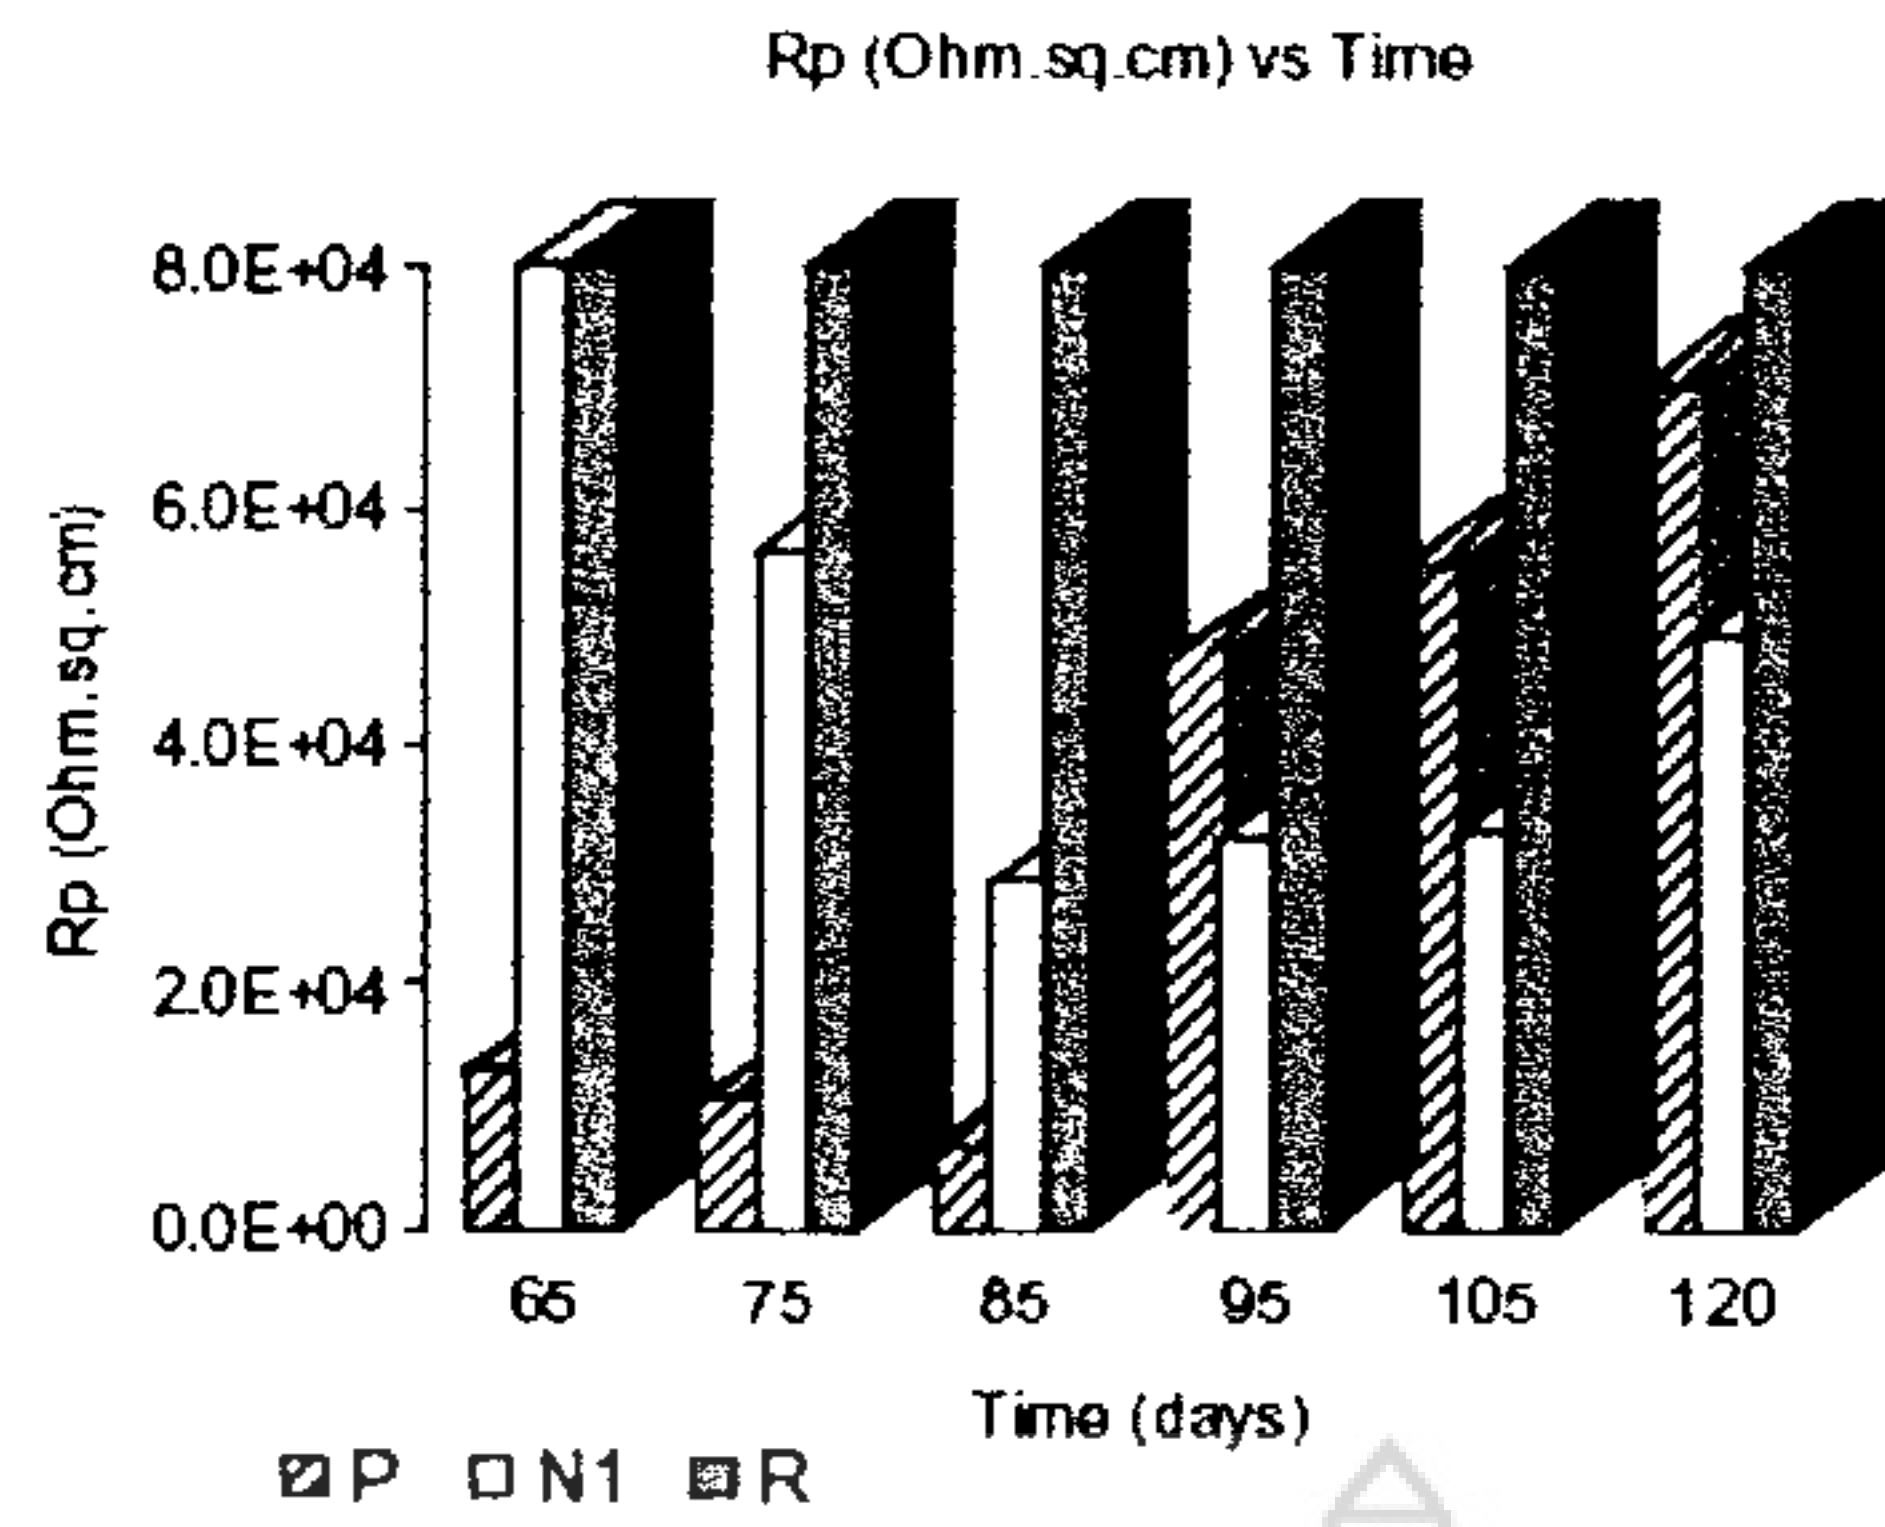 Rp (Ohm.sq.cm) vs Time
Rp (Ohm.sq.cm)
8.0E+04
6.0E+04
4.0E+04
2.0E+04
0.0E+00
65 75 85 95 105 120
Time (days)
P N1 R